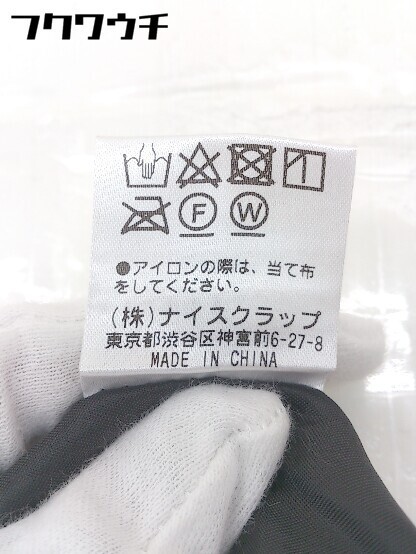 フクワウチ
F W
●アイロンの際は、当て布
をしてください。
(株)ナイスクラップ
東京都渋谷区神宮前6-27-8
MADE IN CHINA